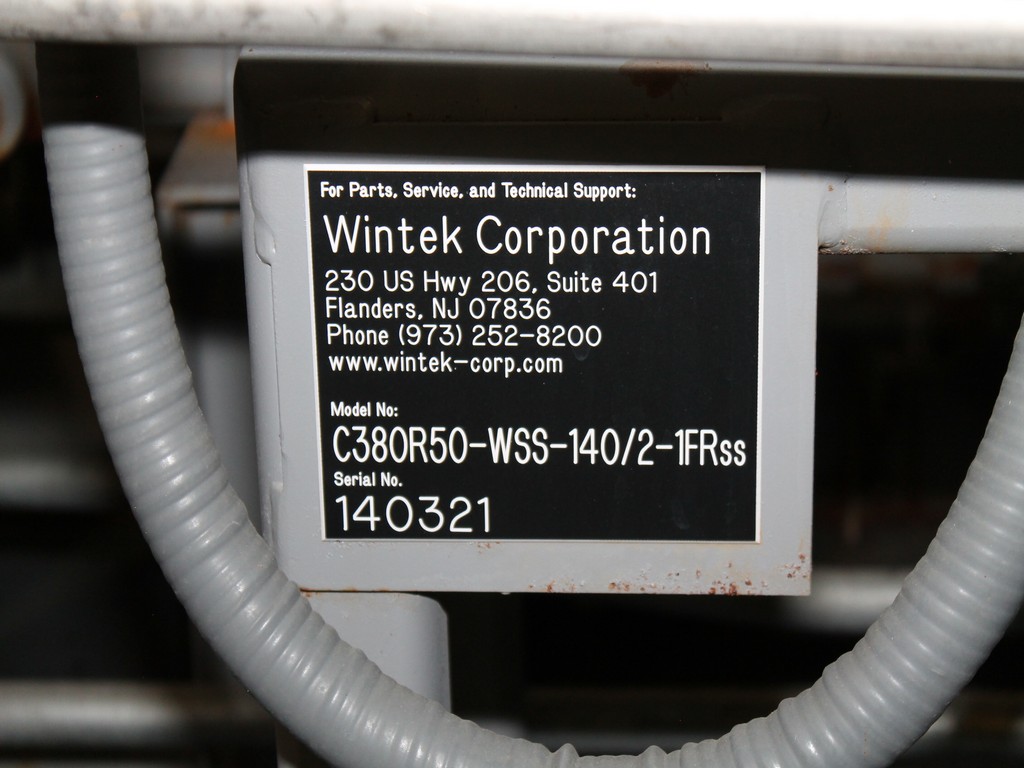 For Parts, Service, and Technical Support:
Wintek Corporation
230 US Hwy 206, Suite 401
Flanders, NJ 07836
Phone (973) 252-8200
www.wintek-corp.com
Model No:
C380R50-WSS-140/2-1FRss
Serial No.
140321